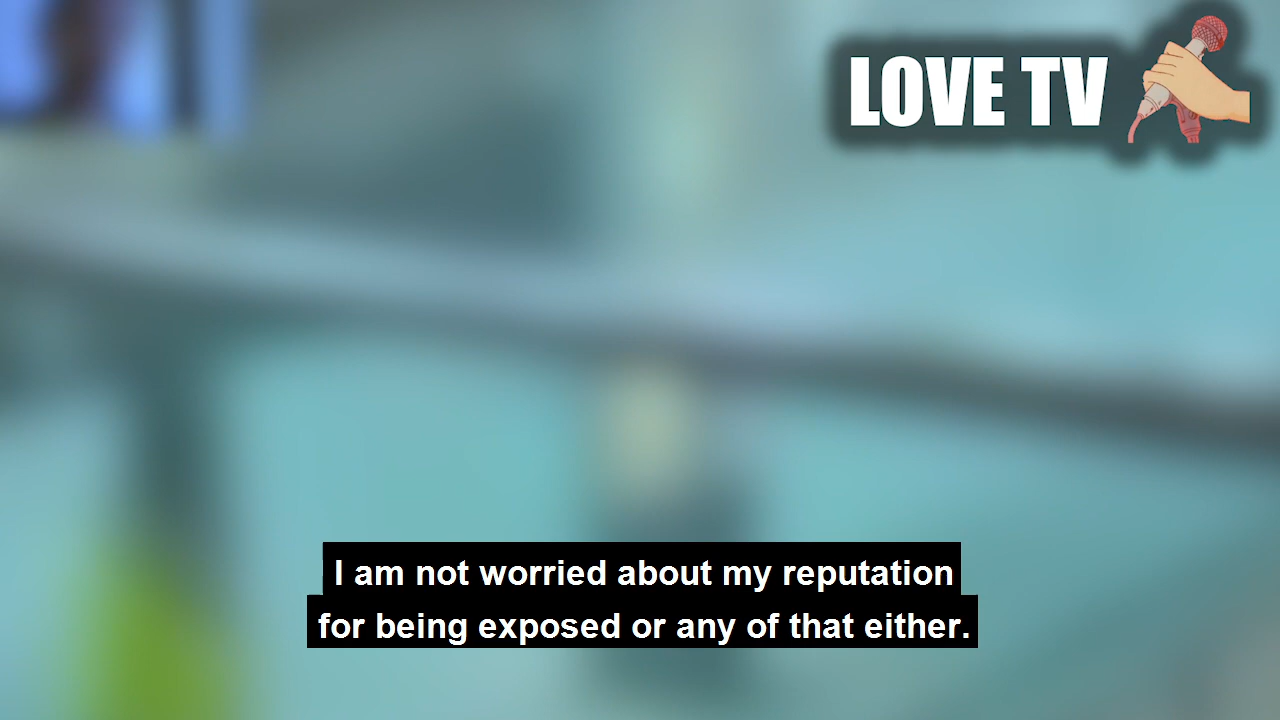 LOVE TV
I am not worried about my reputation
for being exposed or any of that either.